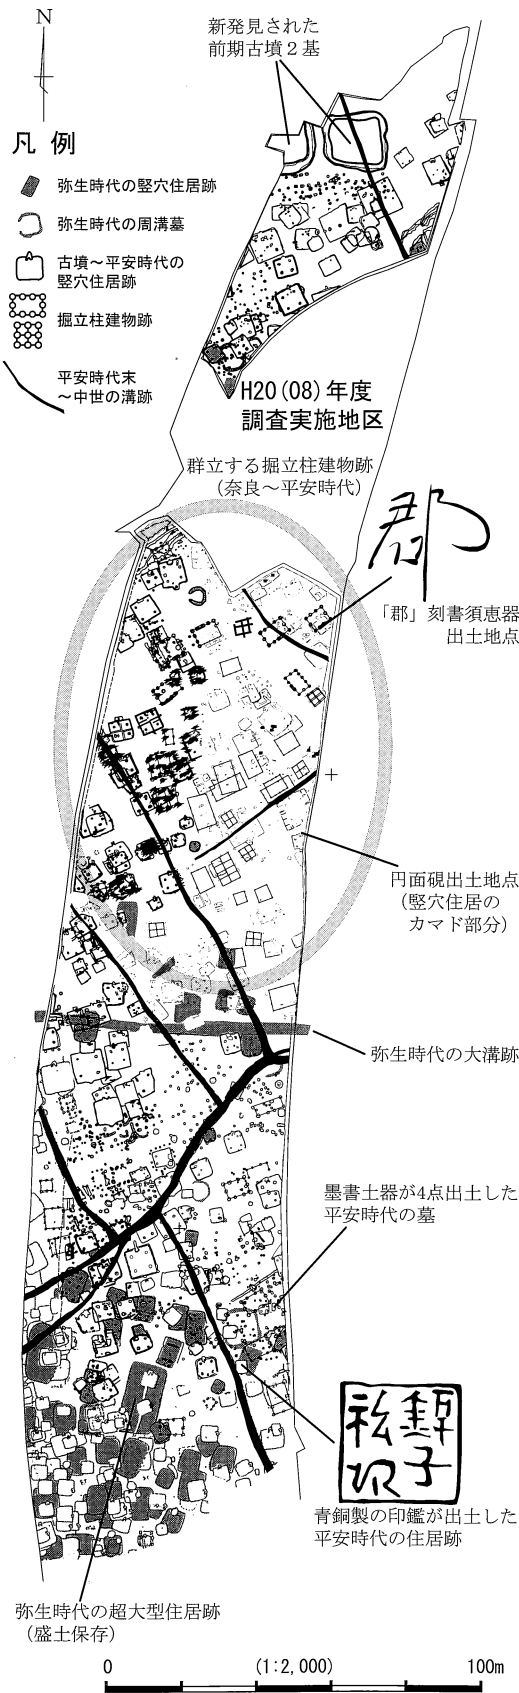 N
新発見された
前期古墳２基
凡 例
弥生時代の竪穴住居跡
弥生時代の周溝墓
古墳～平安時代の
竪穴住居跡
掘立柱建物跡
平安時代末
～中世の溝跡
H20(08)年度
調査実施地区
群立する掘立柱建物跡
（奈良～平安時代）
郡
「郡」刻書須恵器
出土地点
円面硯出土地点
（竪穴住居の
カマド部分）
弥生時代の大溝跡
墨書土器が4点出土した
平安時代の墓
子
私印
青銅製の印鑑が出土した
平安時代の住居跡
弥生時代の超大型住居跡
（盛土保存）
0 (1:2,000) 100m